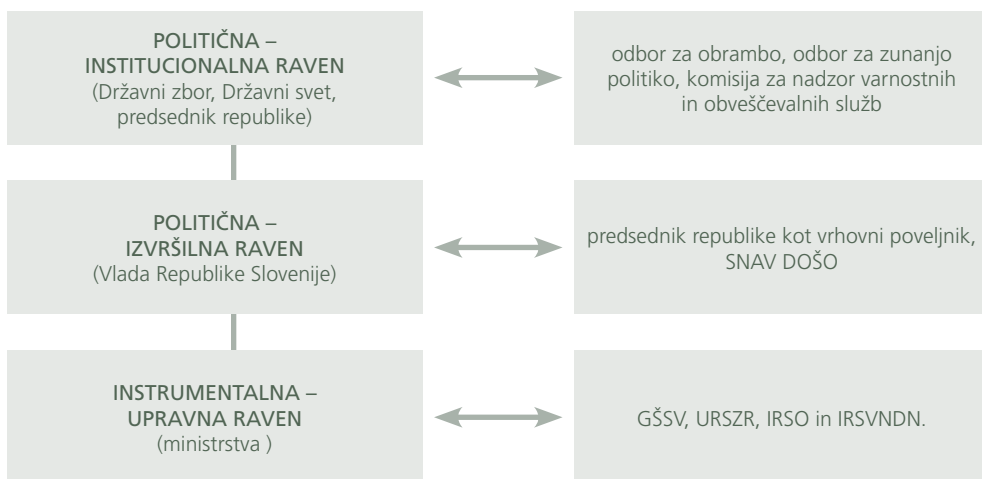 POLITIČNA –
INSTITUCIONALNA RAVEN
(Državni zbor, Državni svet,
predsednik republike)
odbor za obrambo, odbor za zunanjo
politiko, komisija za nadzor varnostnih
in obveščevalnih služb
POLITIČNA –
IZVRŠILNA RAVEN
(Vlada Republike Slovenije)
predsednik republike kot vrhovni poveljnik,
SNAV DOŠO
INSTRUMENTALNA –
UPRAVNA RAVEN
(ministrstva )
GŠSV, URSZR, IRSO in IRSVNDN.